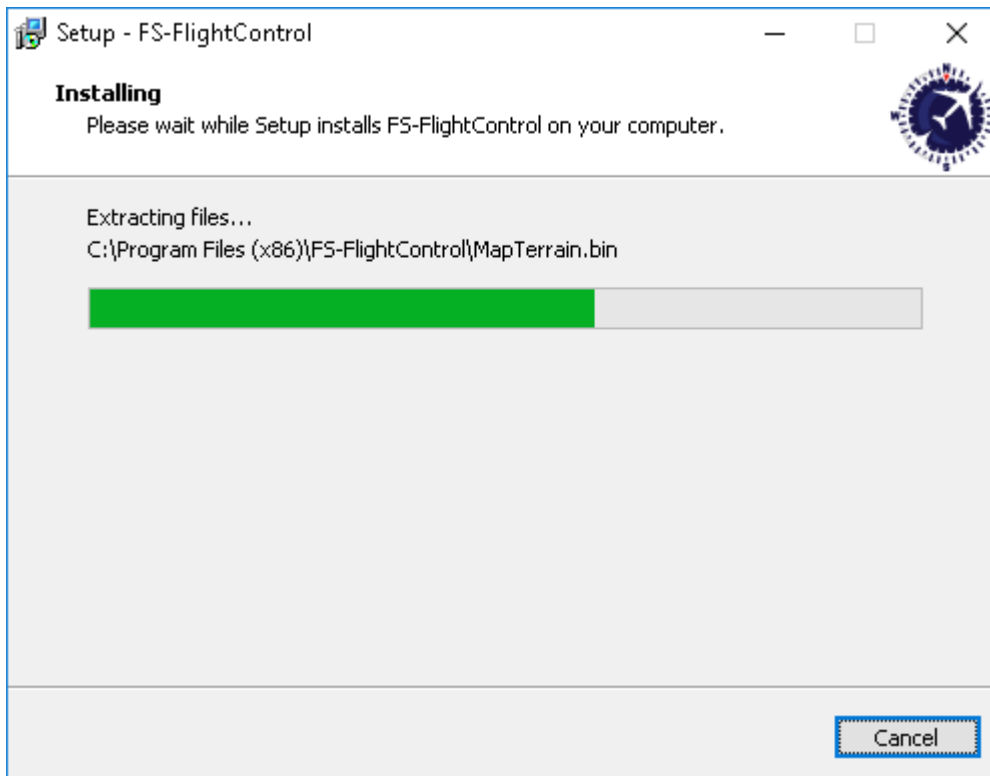 Setup - FS-FlightControl
Installing
Please wait while Setup installs FS-FlightControl on your computer.
Extracting files...
C:\Program Files (x86)\FS-FlightControl\MapTerrain.bin
Cancel